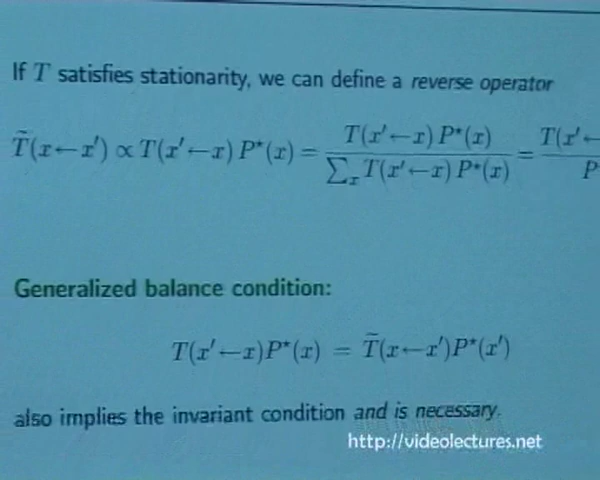 If T satisfies stationarity, we can define a reverse operator
T̃(x←x′) ∝ T(x′←x) P*(x) = T(x′←x) P*(x) / ∑ₓ T(x′←x) P*(x) = T(x′← / P
Generalized balance condition:
T(x′←x)P*(x) = T̃(x←x′)P*(x′)
also implies the invariant condition and is necessary.
http://videolectures.net